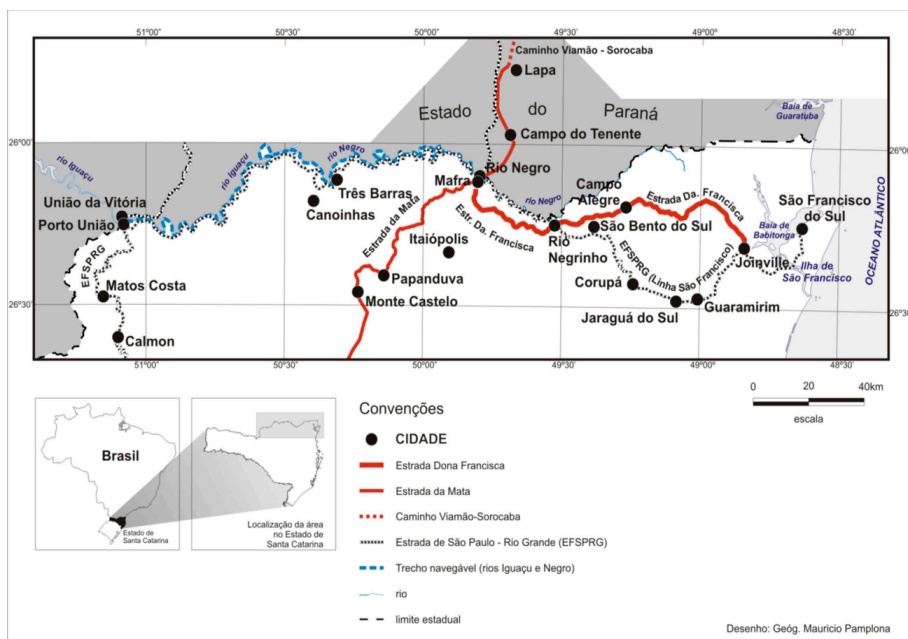 51°00'
50°30'
50°00'
49°30'
49°00'
48°30'
Caminho Viamão - Sorocaba
Lapa
Estado do Paraná
Baía de
Guaratuba
Campo do Tenente
26°00'
26°00'
rio Iguaçu
rio Iguaçu
rio Negro
Rio Negro
Mafra
Três Barras
Canoinhas
União da Vitória
Porto União
rio Negro
Campo
Alegre
Estrada Da. Francisca
São Francisco
do Sul
Baía de
Babitonga
OCEANO ATLÂNTICO
Estrada da Mata
Estr. Da. Francisca
São Bento do Sul
Rio
Negrinho
Itaiópolis
EFSPRG
EFSPRG (Linha São Francisco)
Joinville
Ilha de
São Francisco
Papanduva
Matos Costa
Monte Castelo
Corupá
Guaramirim
Jaraguá do Sul
26°30'
26°30'
Calmon
51°00'
50°30'
50°00'
49°30'
49°00'
48°30'
0 20 40km
escala
Brasil
Estado de
Santa Catarina
Localização da área
no Estado de
Santa Catarina
Convenções
CIDADE
Estrada Dona Francisca
Estrada da Mata
Caminho Viamão-Sorocaba
Estrada de São Paulo - Rio Grande (EFSPRG)
Trecho navegável (rios Iguaçu e Negro)
rio
limite estadual
Desenho: Geóg. Mauricio Pamplona